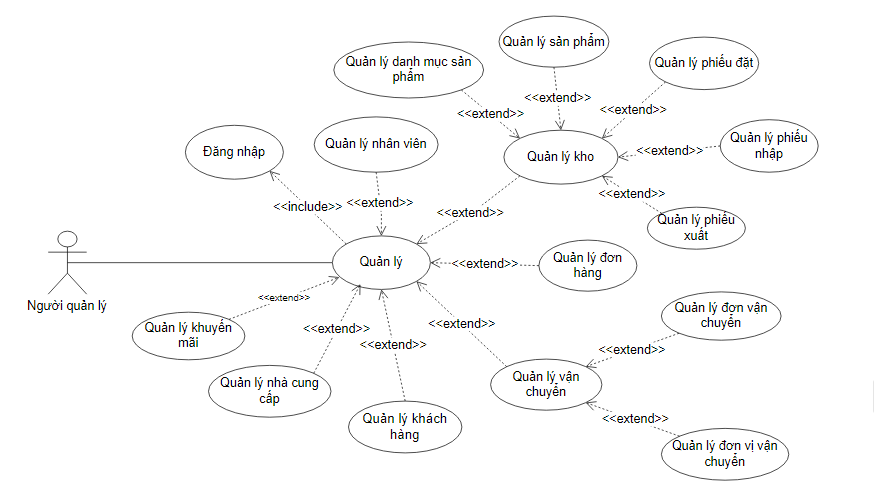 Quản lý sản phẩm
Quản lý danh mục sản
phẩm
Quản lý phiếu đặt
<<extend>>
<<extend>>
<<extend>>
Đăng nhập
Quản lý nhân viên
Quản lý kho
<<extend>>
Quản lý phiếu
nhập
<<include>>
<<extend>>
<<extend>>
<<extend>>
Quản lý phiếu
xuất
Quản lý
<<extend>>
Quản lý đơn
hàng
Người quản lý
<<extend>>
Quản lý khuyến
mãi
<<extend>>
<<extend>>
<<extend>>
Quản lý đơn vận
chuyển
<<extend>>
Quản lý nhà cung
cấp
Quản lý vận
chuyển
Quản lý khách
hàng
<<extend>>
Quản lý đơn vị vận
chuyển